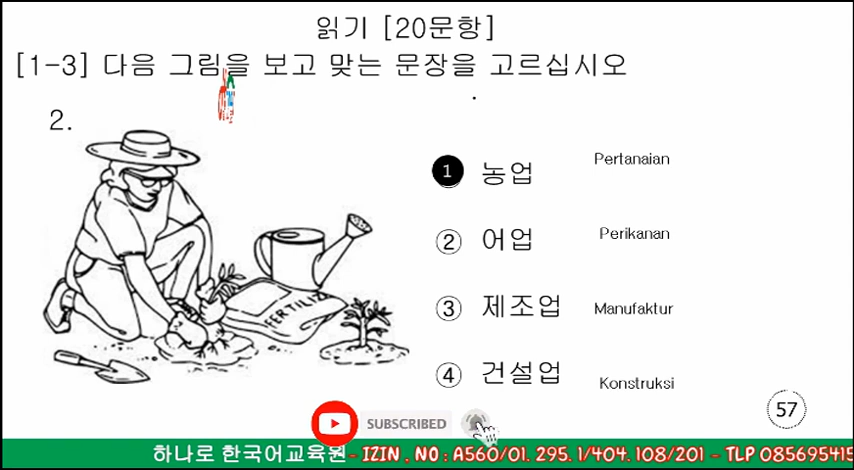 읽기 [20문항]
[1-3] 다음 그림을 보고 맞는 문장을 고르십시오
2.
❶ 농업 Pertanaian
② 어업 Perikanan
③ 제조업 Manufaktur
④ 건설업 Konstruksi
FERTILIZ
57
SUBSCRIBED
하나로 한국어교육원 - IZIN . NO : A560/01. 295. 1/404. 108/201 - TLP 085695415